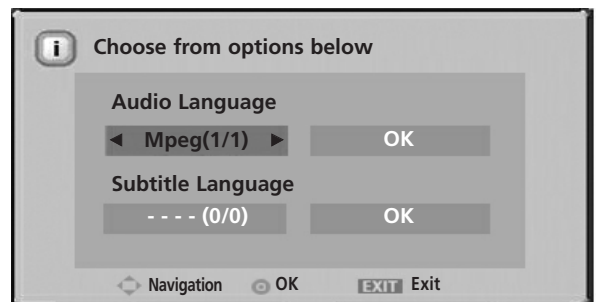 i Choose from options below
Audio Language
◄ Mpeg(1/1) ► OK
Subtitle Language
- - - - (0/0) OK
Navigation OK EXIT Exit